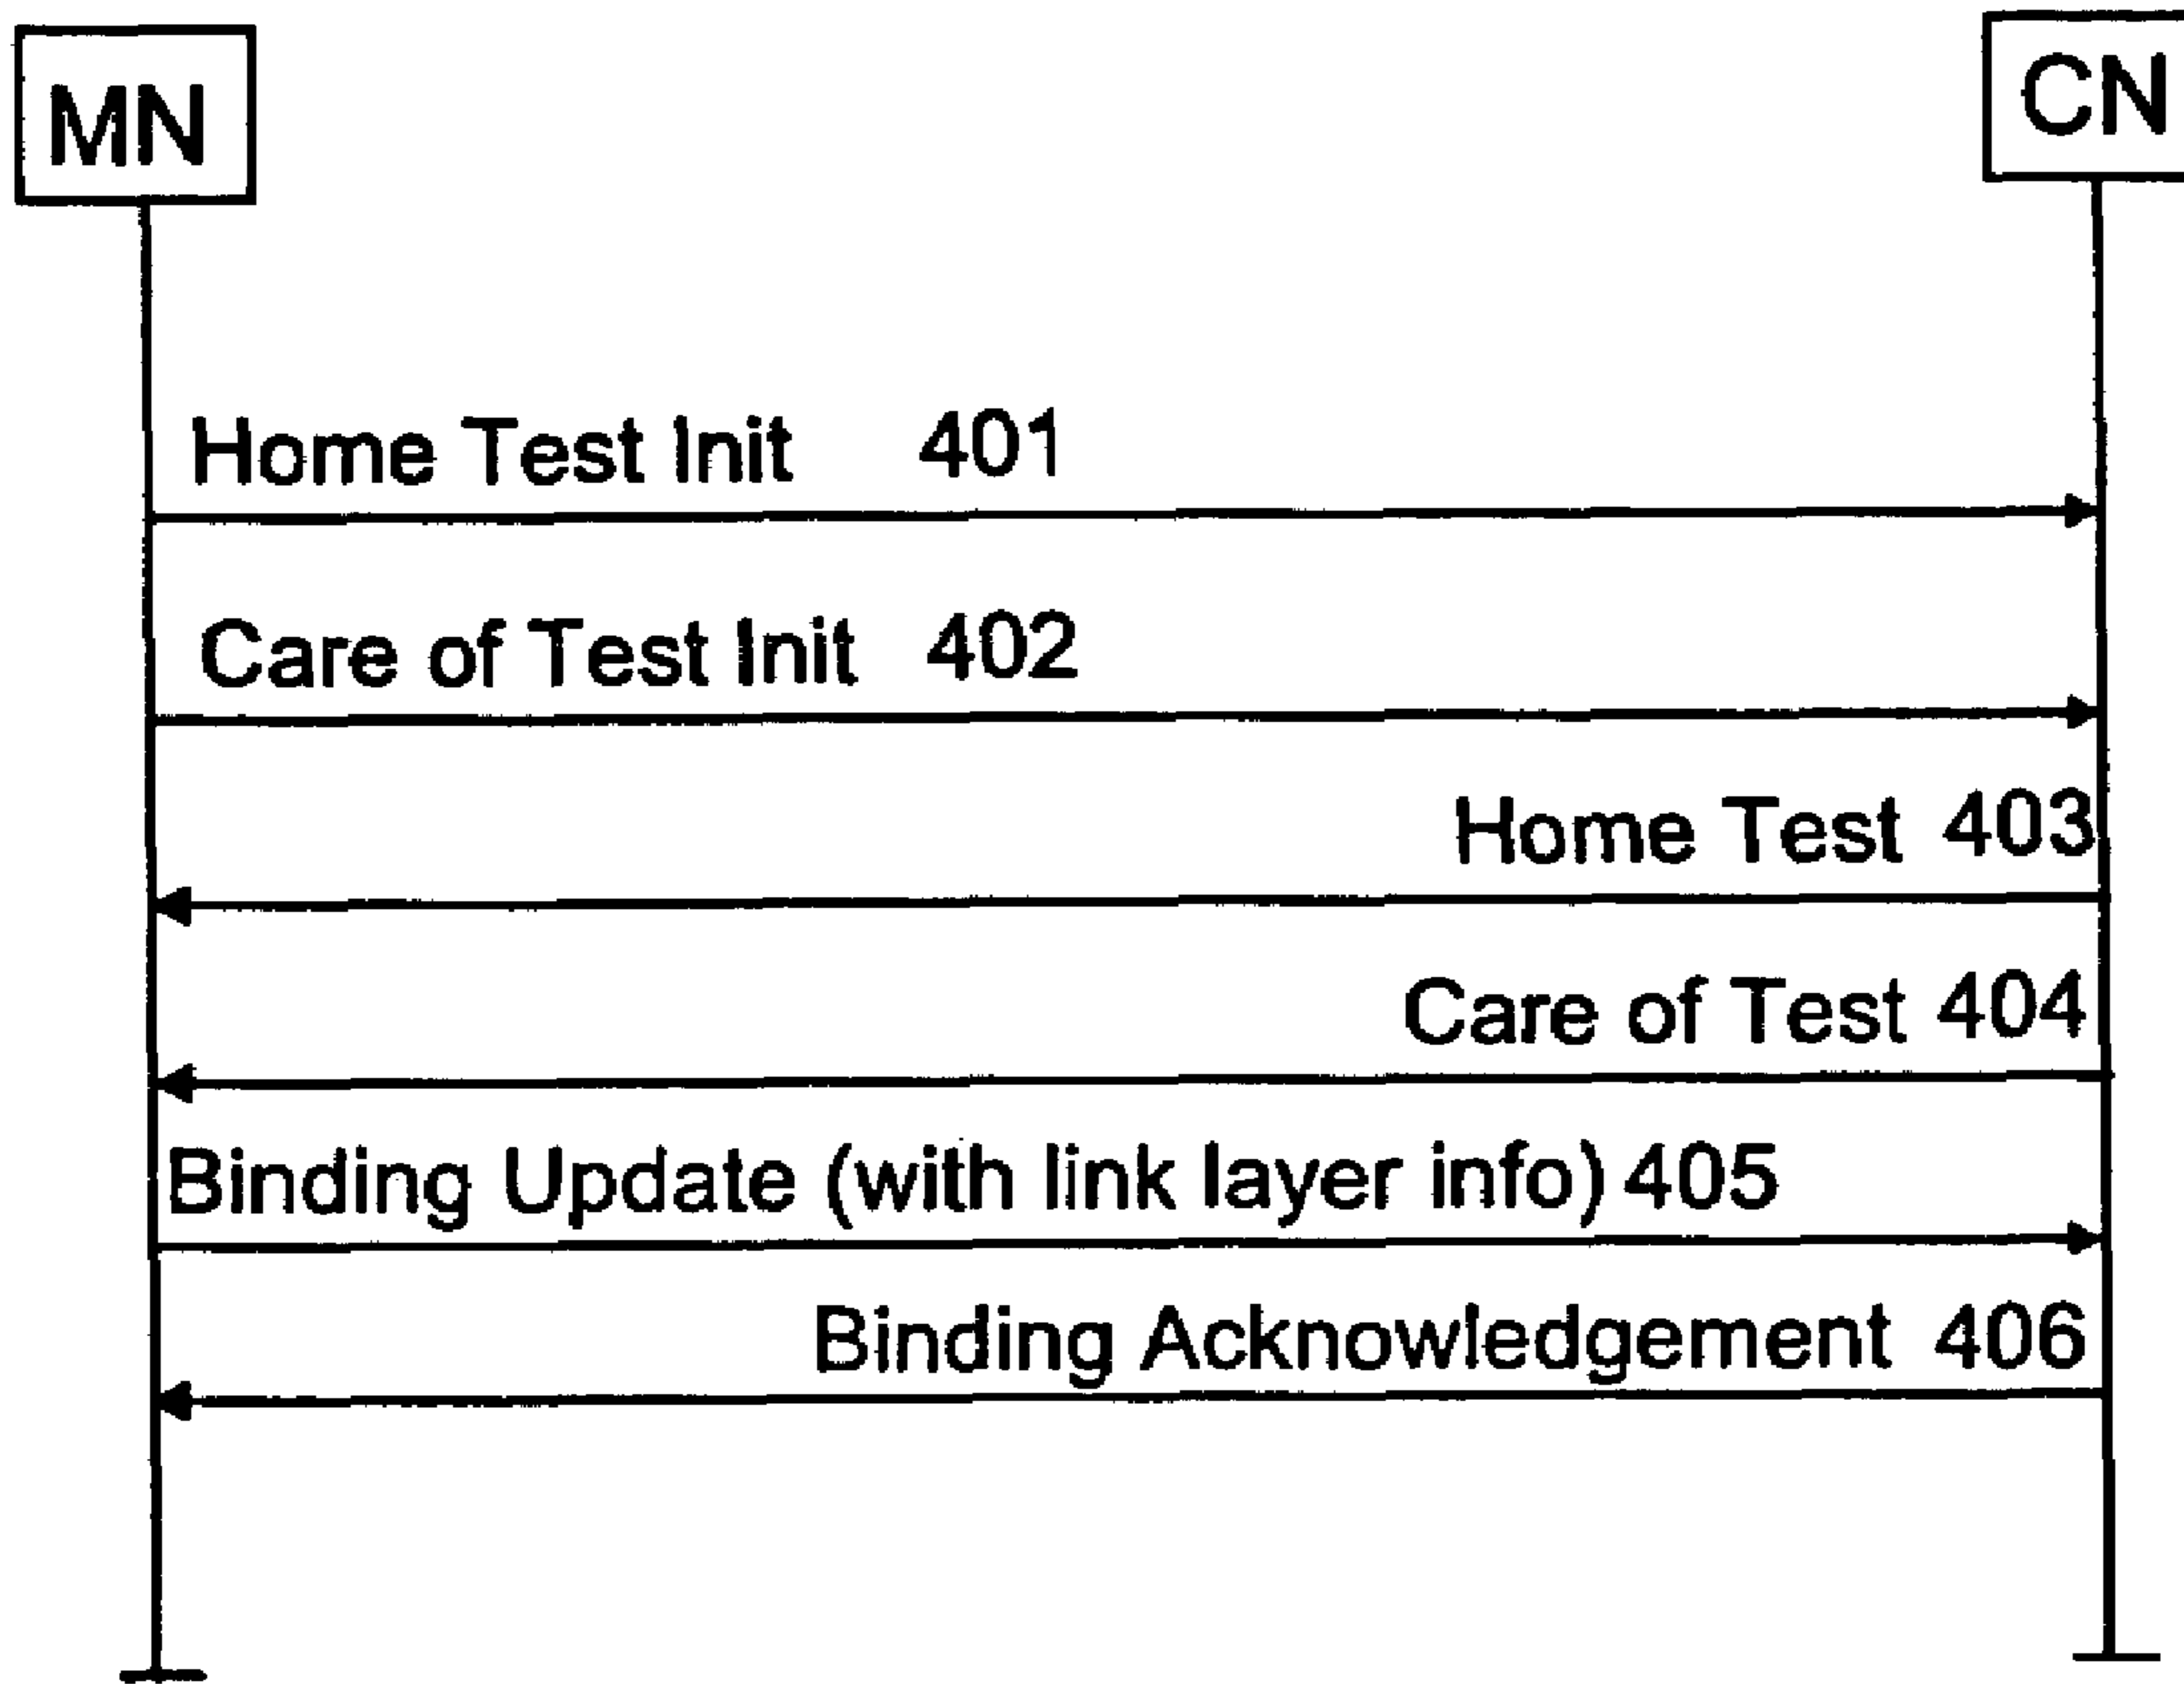 MN
CN
Home Test Init 401
Care of Test Init 402
Home Test 403
Care of Test 404
Binding Update (with link layer info) 405
Binding Acknowledgement 406